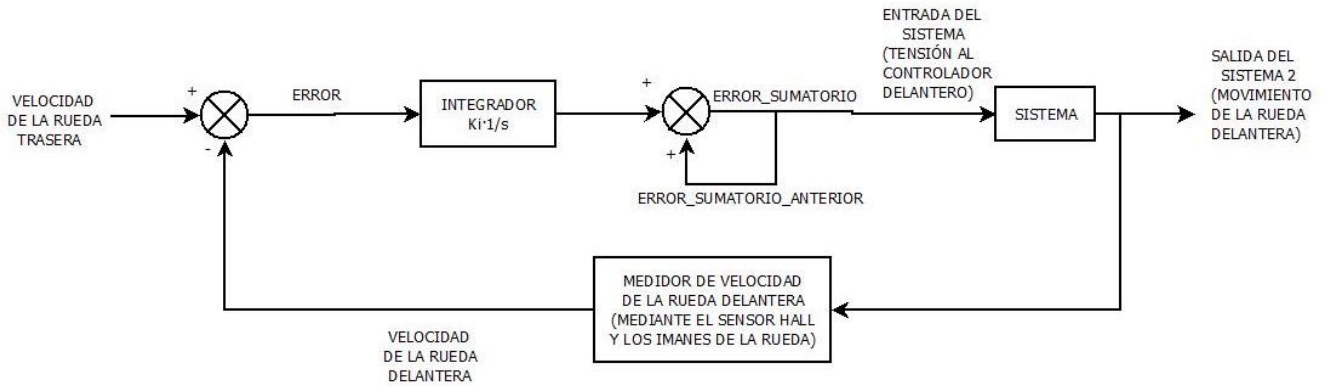 VELOCIDAD
DE LA RUEDA
TRASERA
+
-
ERROR
INTEGRADOR
Ki·1/s
+
+
ERROR_SUMATORIO
ERROR_SUMATORIO_ANTERIOR
ENTRADA DEL
SISTEMA
(TENSIÓN AL
CONTROLADOR
DELANTERO)
SISTEMA
SALIDA DEL
SISTEMA 2
(MOVIMIENTO
DE LA RUEDA
DELANTERA)
MEDIDOR DE VELOCIDAD
DE LA RUEDA DELANTERA
(MEDIANTE EL SENSOR HALL
Y LOS IMANES DE LA RUEDA)
VELOCIDAD
DE LA RUEDA
DELANTERA